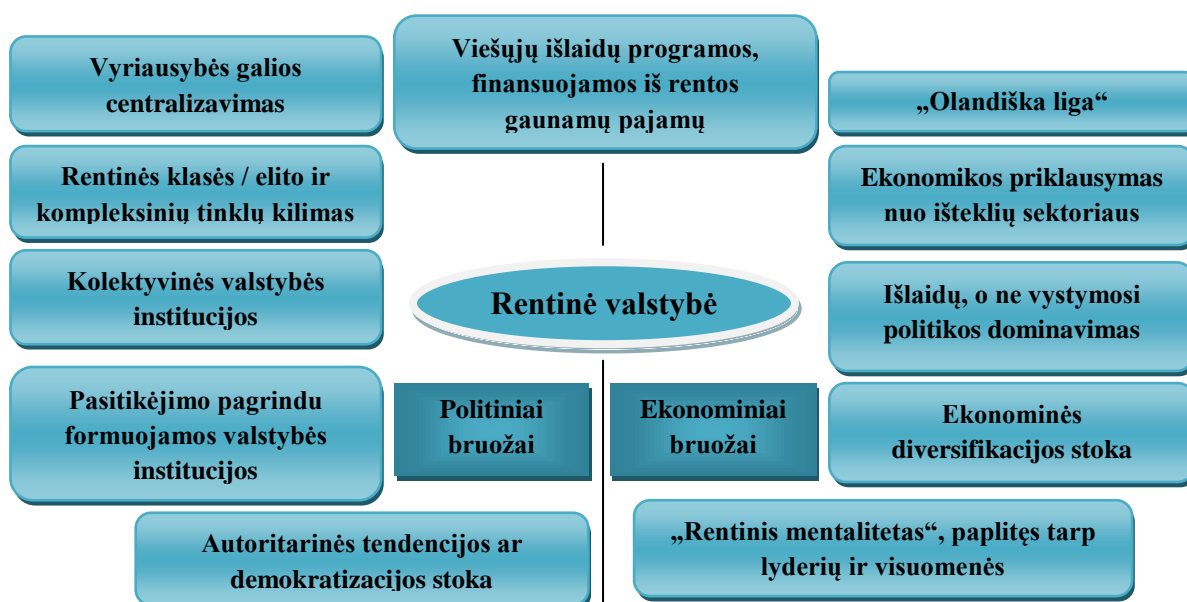 Vyriausybės galios
centralizavimas
Viešųjų išlaidų programos,
finansuojamos iš rentos
gaunamų pajamų
„Olandiška liga“
Rentinės klasės / elito ir
kompleksinių tinklų kilimas
Ekonomikos priklausymas
nuo išteklių sektoriaus
Kolektyvinės valstybės
institucijos
Rentinė valstybė
Išlaidų, o ne vystymosi
politikos dominavimas
Pasitikėjimo pagrindu
formuojamos valstybės
institucijos
Politiniai
bruožai
Ekonominiai
bruožai
Ekonominės
diversifikacijos stoka
Autoritarinės tendencijos ar
demokratizacijos stoka
„Rentinis mentalitetas“, paplitęs tarp
lyderių ir visuomenės